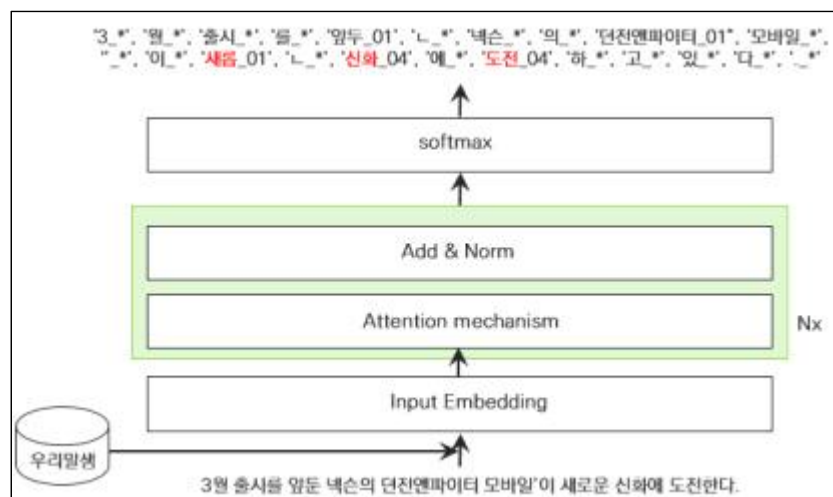 '3_*', '월_*', '출시_*', '를_*', '앞두_01', 'ㄴ_*', '넥슨_*', '의_*', '던전앤파이터_01", '모바일_*',
''_*', '이_*', '새롭_01', 'ㄴ_*', '신화_04', '에_*', '도전_04', '하_*', '고_*', '있_*', '다_*', '._*'
softmax
Add & Norm
Attention mechanism
Nx
Input Embedding
우리말샘
3월 출시를 앞둔 넥슨의 던전앤파이터 모바일'이 새로운 신화에 도전한다.